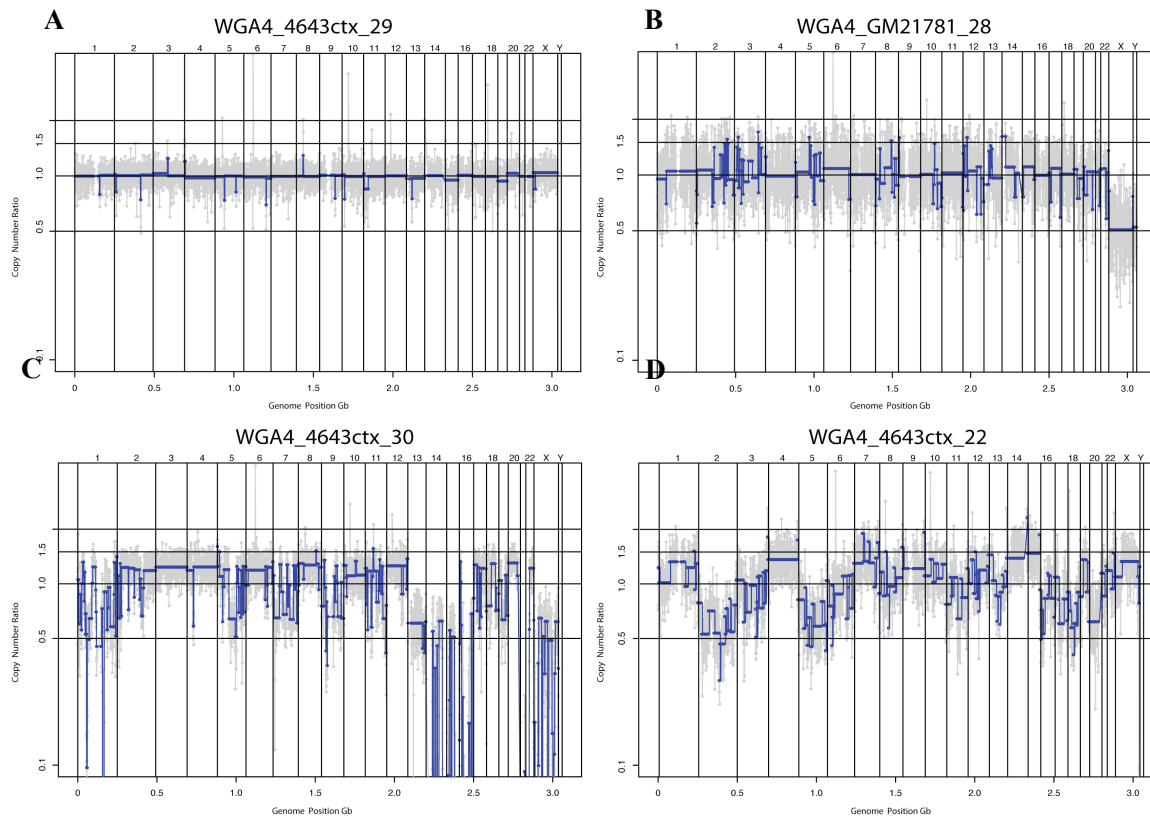 A
WGA4_4643ctx_29
1 2 3 4 5 6 7 8 9 10 11 12 13 14 16 18 20 22 X Y
1.5
1.0
0.5
0.1
Copy Number Ratio
0 0.5 1.0 1.5 2.0 2.5 3.0
Genome Position Gb
B
WGA4_GM21781_28
1 2 3 4 5 6 7 8 9 10 11 12 13 14 16 18 20 22 X Y
1.5
1.0
0.5
0.1
Copy Number Ratio
0 0.5 1.0 1.5 2.0 2.5 3.0
Genome Position Gb
C
WGA4_4643ctx_30
1 2 3 4 5 6 7 8 9 10 11 13 14 16 18 20 22 X Y
1.5
1.0
0.5
0.1
Copy Number Ratio
0 0.5 1.0 1.5 2.0 2.5 3.0
Genome Position Gb
D
WGA4_4643ctx_22
1 2 3 4 5 6 7 8 9 10 11 12 13 14 16 18 20 22 X Y
1.5
1.0
0.5
0.1
Copy Number Ratio
0 0.5 1.0 1.5 2.0 2.5 3.0
Genome Position Gb